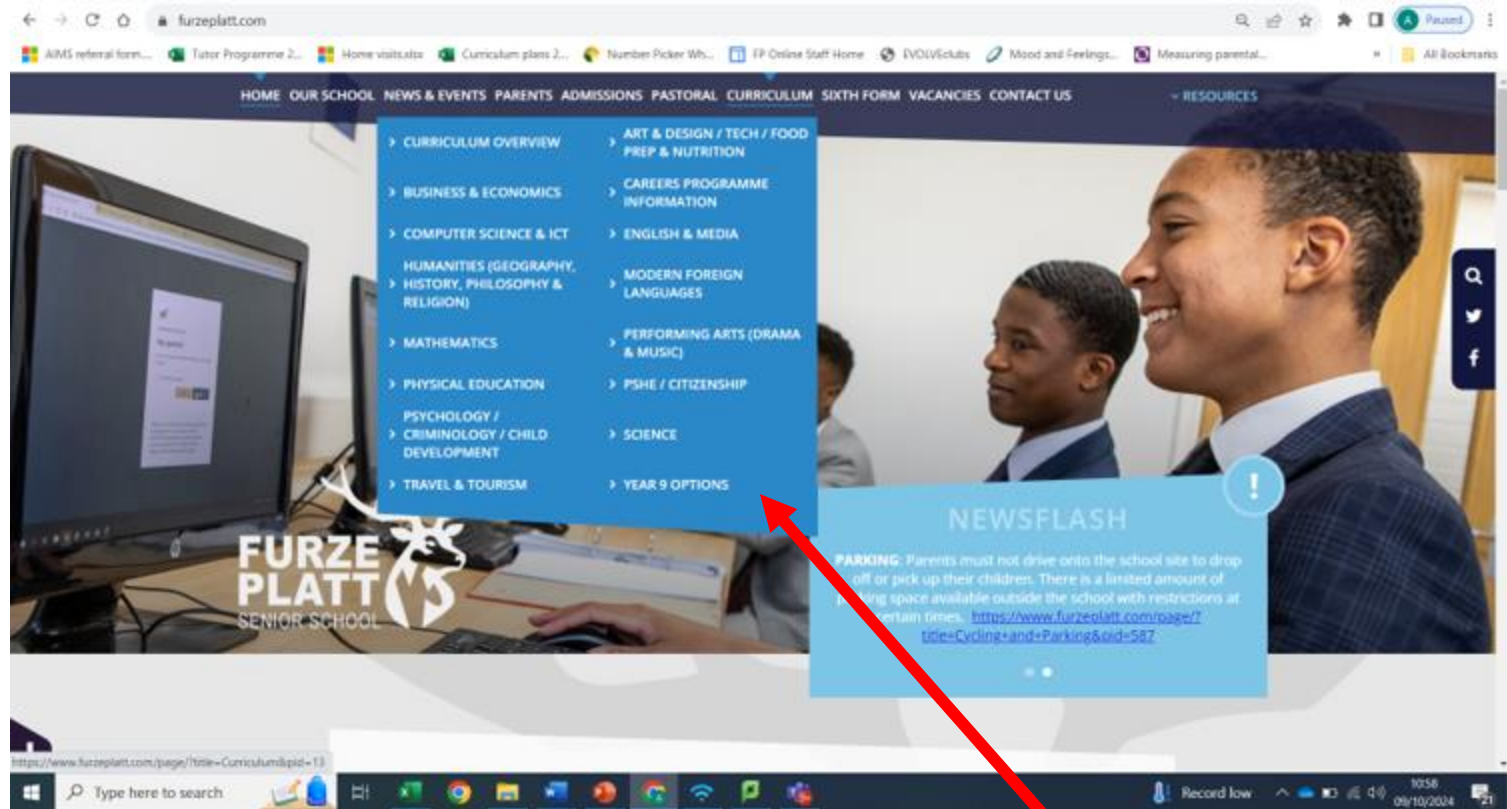 furzeplatt.com
Paused
AIMS referral form...
Tutor Programme 2...
Home visits.xlsx
Curriculum plans 2...
Number Picker Wh...
FP Online Staff Home
EVOLVEclubs
Mood and Feelings...
Measuring parental...
All Bookmarks
HOME OUR SCHOOL NEWS & EVENTS PARENTS ADMISSIONS PASTORAL CURRICULUM SIXTH FORM VACANCIES CONTACT US RESOURCES
CURRICULUM OVERVIEW
ART & DESIGN / TECH / FOOD
PREP & NUTRITION
BUSINESS & ECONOMICS
CAREERS PROGRAMME
INFORMATION
COMPUTER SCIENCE & ICT
ENGLISH & MEDIA
HUMANITIES (GEOGRAPHY,
HISTORY, PHILOSOPHY &
RELIGION)
MODERN FOREIGN
LANGUAGES
MATHEMATICS
PERFORMING ARTS (DRAMA
& MUSIC)
PHYSICAL EDUCATION
PSHE / CITIZENSHIP
PSYCHOLOGY /
CRIMINOLOGY / CHILD
DEVELOPMENT
SCIENCE
TRAVEL & TOURISM
YEAR 9 OPTIONS
FURZE
PLATT
SENIOR SCHOOL
!
NEWSFLASH
PARKING: Parents must not drive onto the school site to drop
off or pick up their children. There is a limited amount of
parking space available outside the school with restrictions at
certain times. https://www.furzeplatt.com/page/?
title=Cycling+and+Parking&pid=587
https://www.furzeplatt.com/page/?title=Curriculum&pid=13
Type here to search
Record low
10:58
09/10/2024